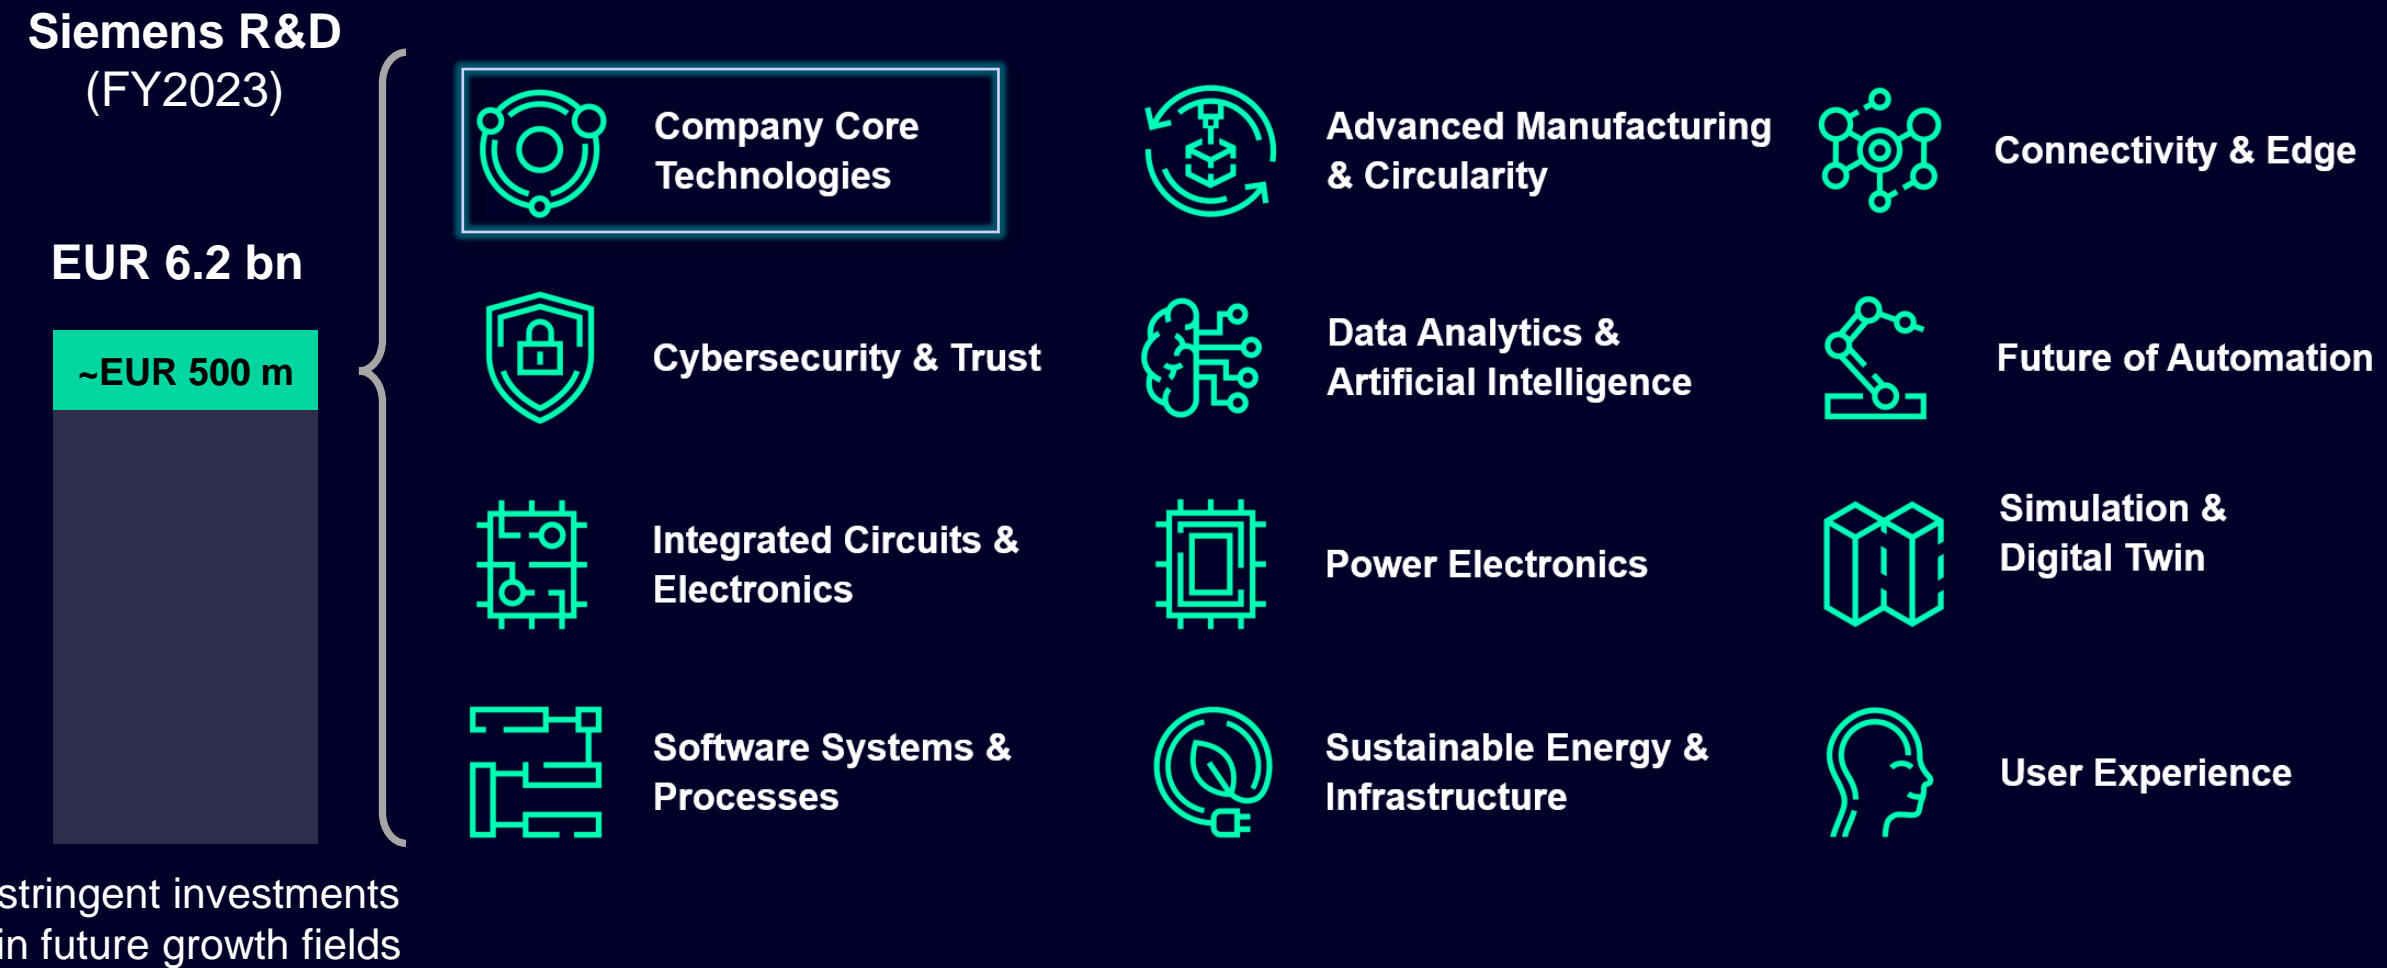 Siemens R&D
(FY2023)
EUR 6.2 bn
~EUR 500 m
stringent investments
in future growth fields
Company Core
Technologies
Advanced Manufacturing
& Circularity
Connectivity & Edge
Cybersecurity & Trust
Data Analytics &
Artificial Intelligence
Future of Automation
Integrated Circuits &
Electronics
Power Electronics
Simulation &
Digital Twin
Software Systems &
Processes
Sustainable Energy &
Infrastructure
User Experience